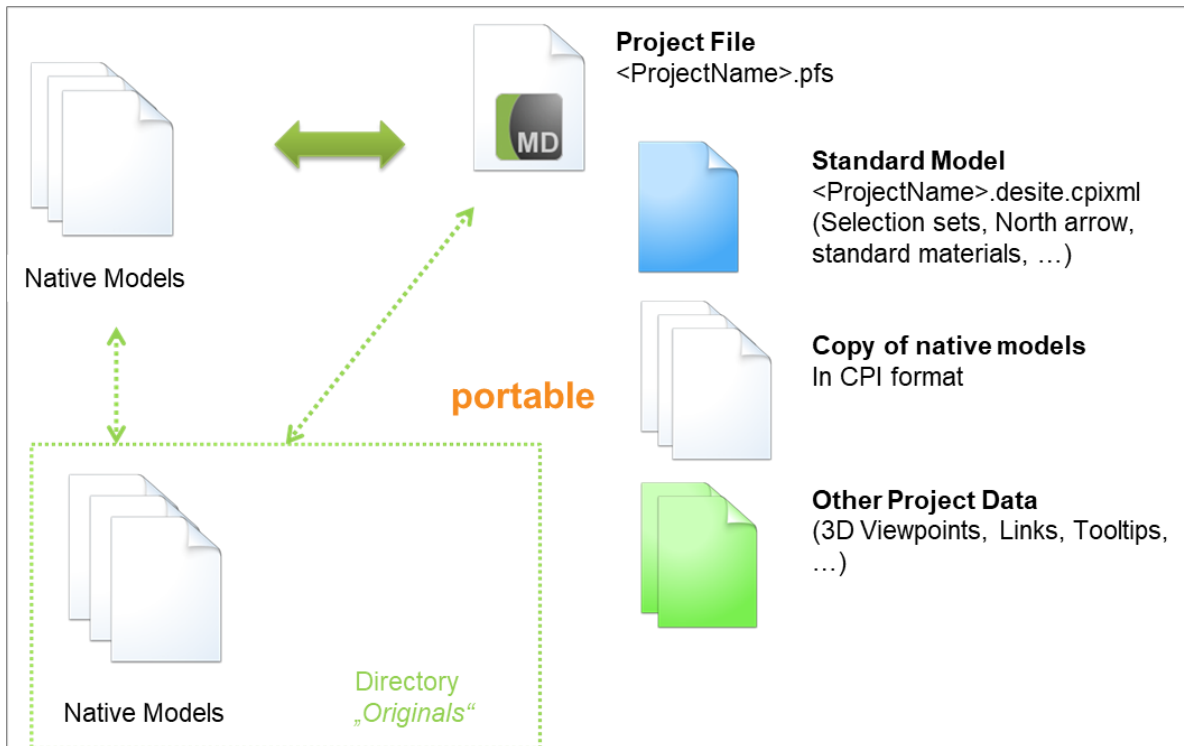 Project File
<ProjectName>.pfs
MD
Native Models
Standard Model
<ProjectName>.desite.cpixml
(Selection sets, North arrow,
standard materials, …)
Copy of native models
In CPI format
portable
Other Project Data
(3D Viewpoints, Links, Tooltips,
…)
Directory
„Originals“
Native Models